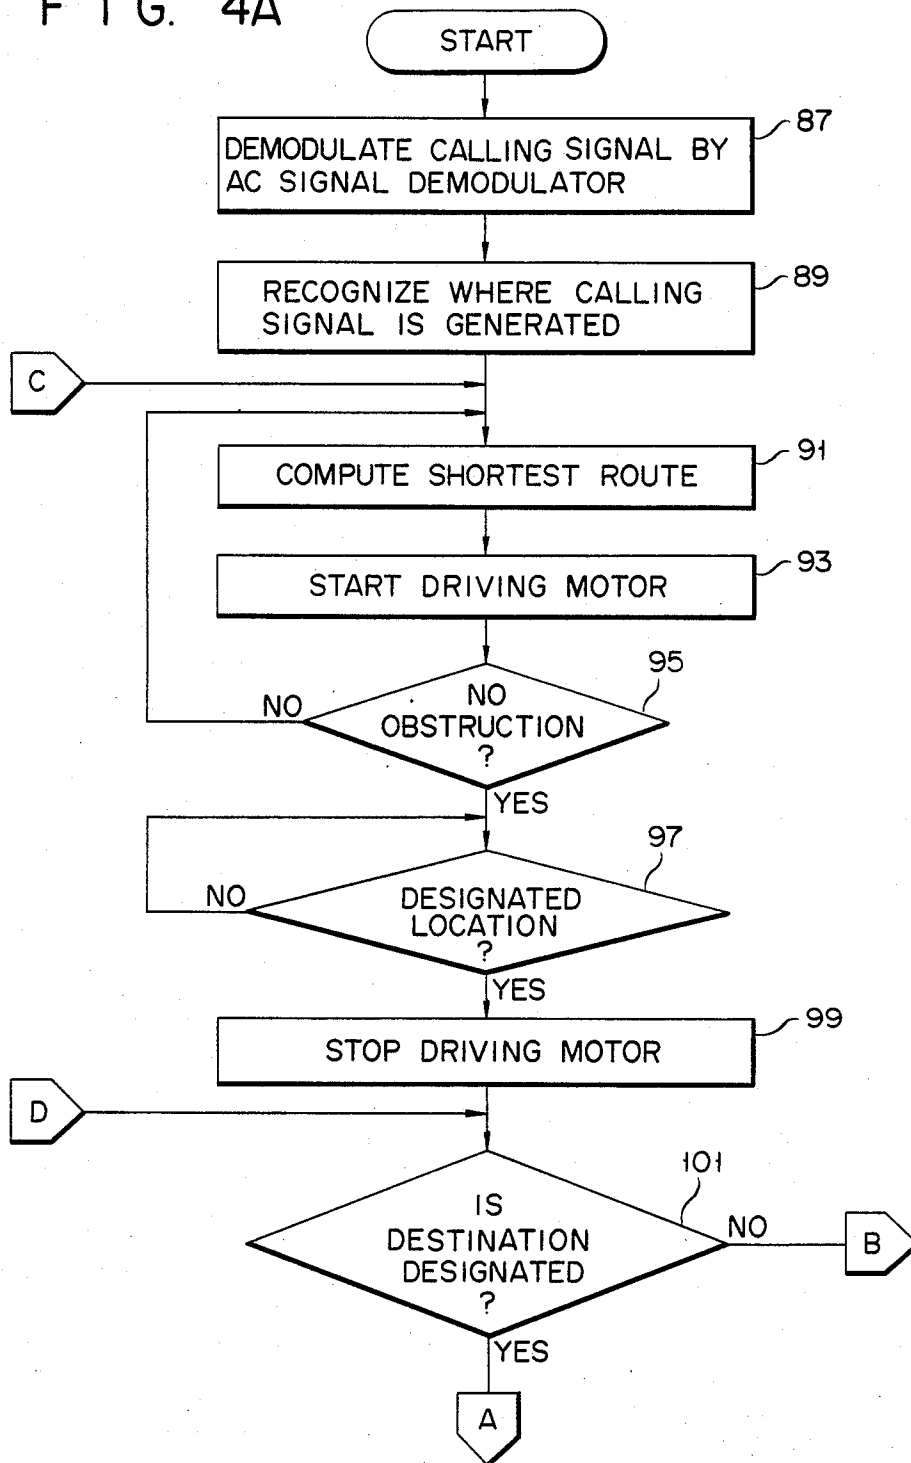 FIG. 4A
START
87
DEMODULATE CALLING SIGNAL BY
AC SIGNAL DEMODULATOR
89
RECOGNIZE WHERE CALLING
SIGNAL IS GENERATED
C
91
COMPUTE SHORTEST ROUTE
93
START DRIVING MOTOR
95
NO
NO
OBSTRUCTION
?
YES
97
NO
DESIGNATED
LOCATION
?
YES
99
STOP DRIVING MOTOR
D
101
IS
DESTINATION
DESIGNATED
?
NO
B
YES
A